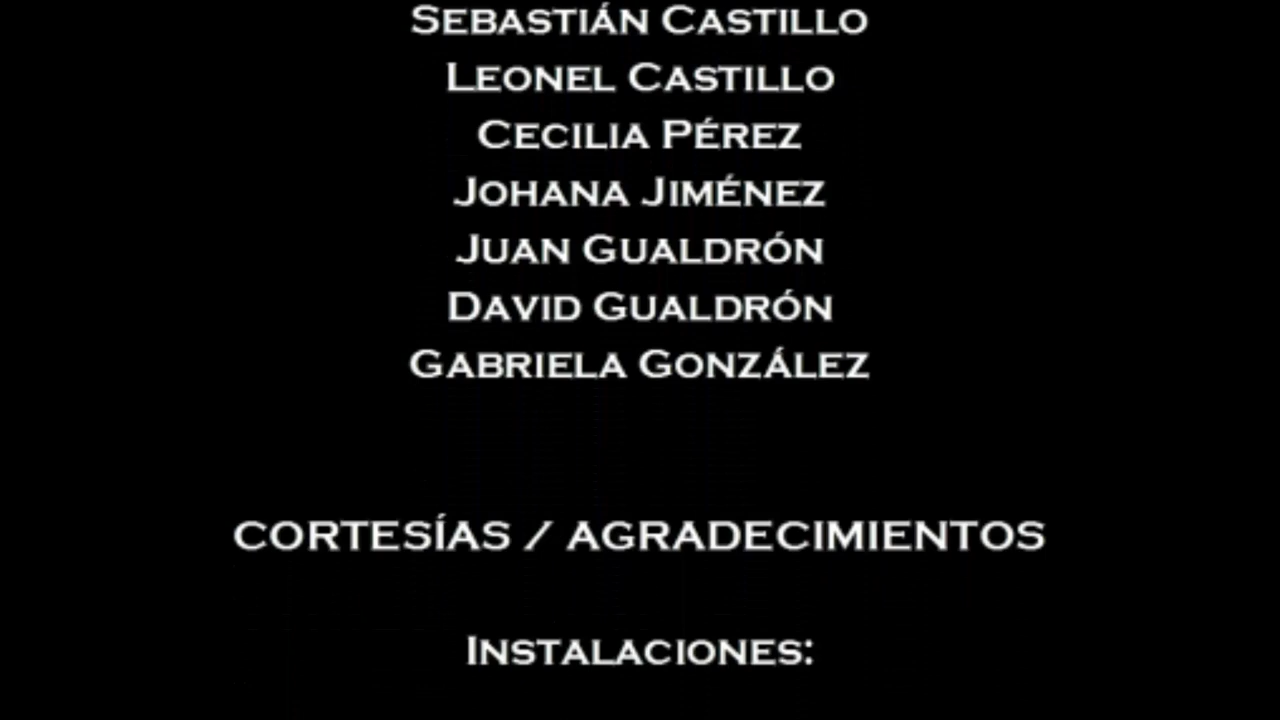 Sebastián Castillo
Leonel Castillo
Cecilia Pérez
Johana Jiménez
Juan Gualdrón
David Gualdrón
Gabriela González
CORTESÍAS / AGRADECIMIENTOS
Instalaciones: